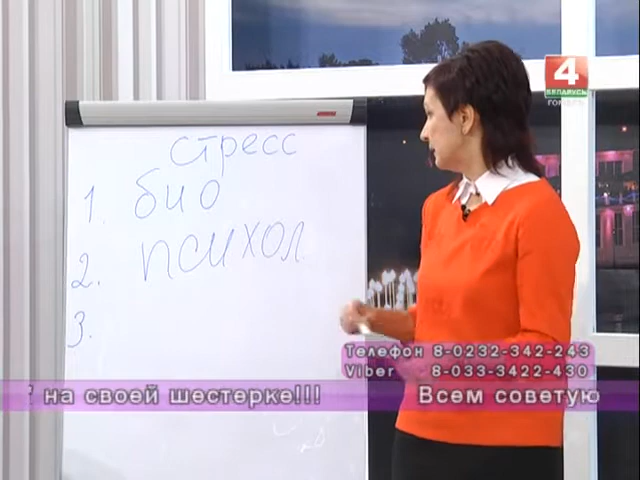 4
БЕЛАРУСЬ
ГОМЕЛЬ
стресс
1. био
2. психол.
3.
Телефон 8-0232-342-243
Viber 8-033-3422-430
на своей шестерке!!! Всем советую